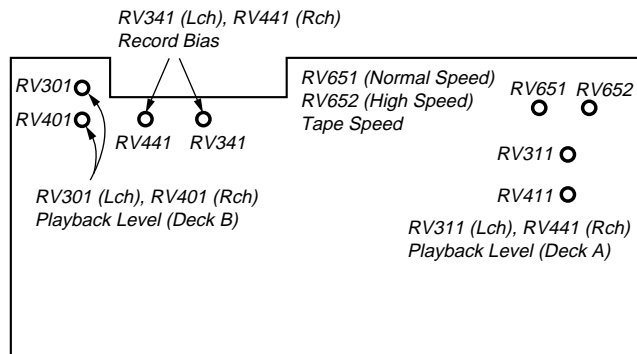 RV341 (Lch), RV441 (Rch)
Record Bias
RV301
RV401
RV441
RV341
RV301 (Lch), RV401 (Rch)
Playback Level (Deck B)
RV651 (Normal Speed)
RV652 (High Speed)
Tape Speed
RV651
RV652
RV311
RV411
RV311 (Lch), RV441 (Rch)
Playback Level (Deck A)